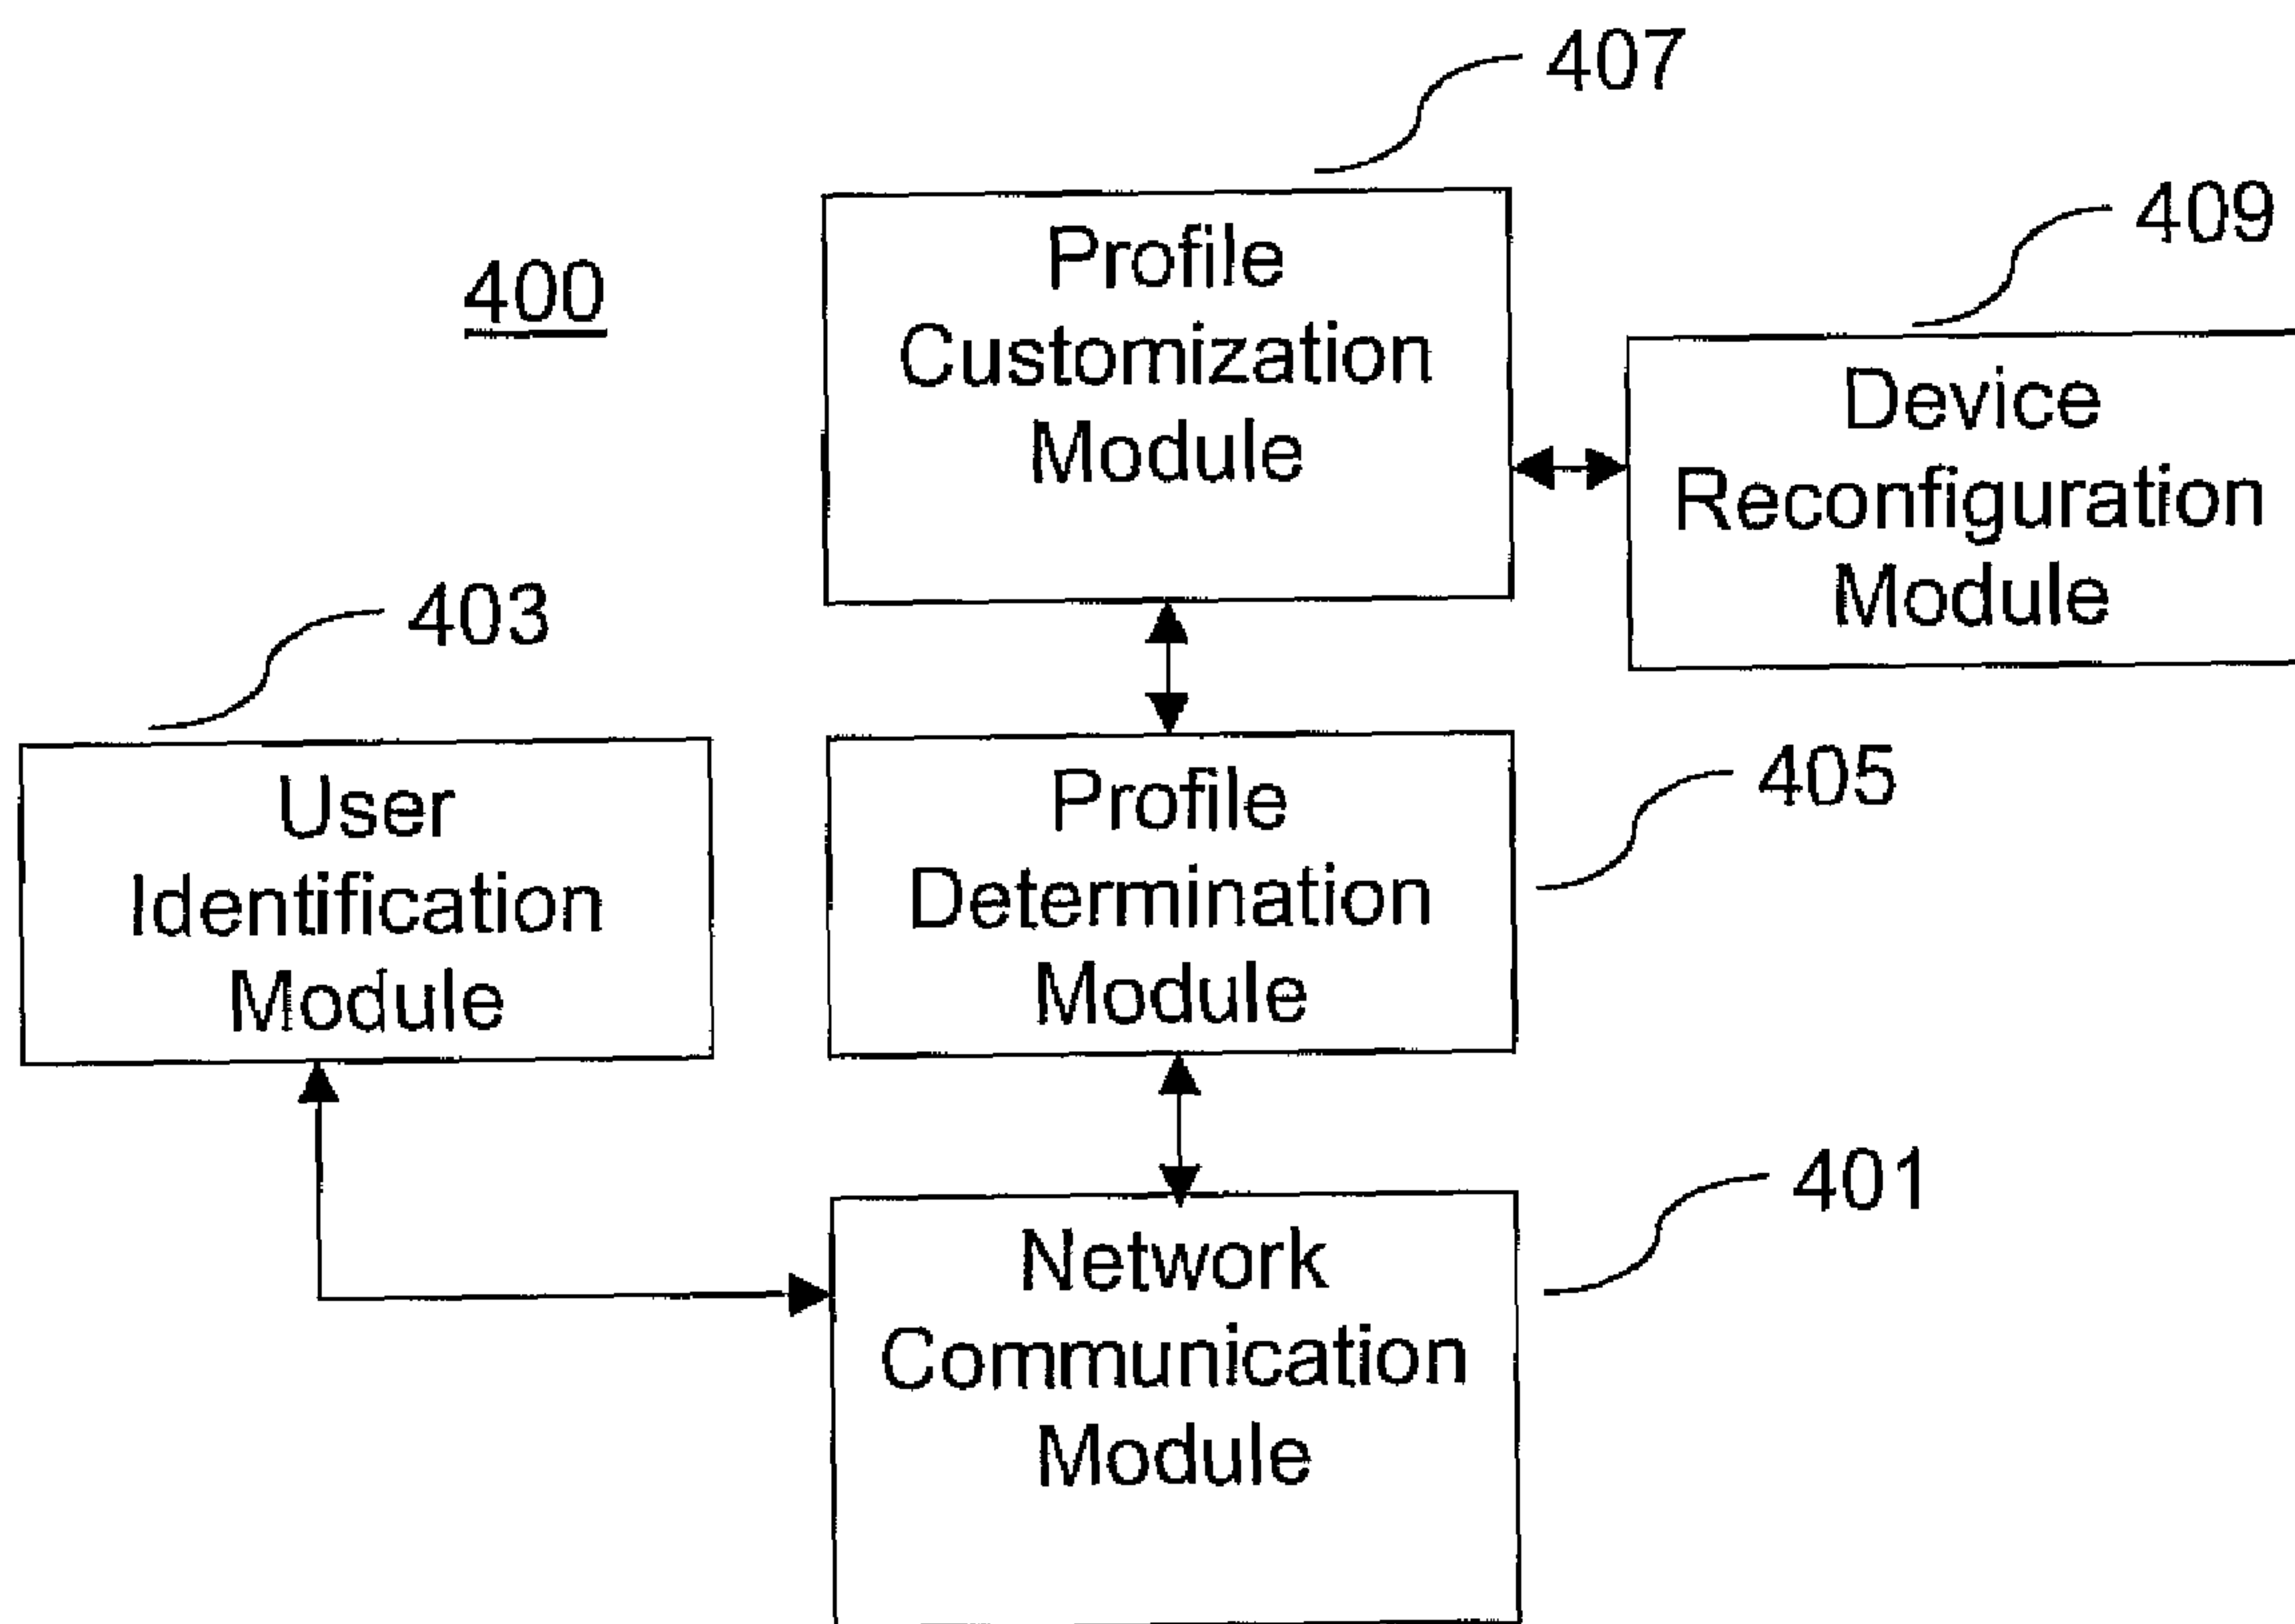 407
409
400
Profile
Customization
Module
Device
Reconfiguration
Module
403
405
User
Identification
Module
Profile
Determination
Module
401
Network
Communication
Module